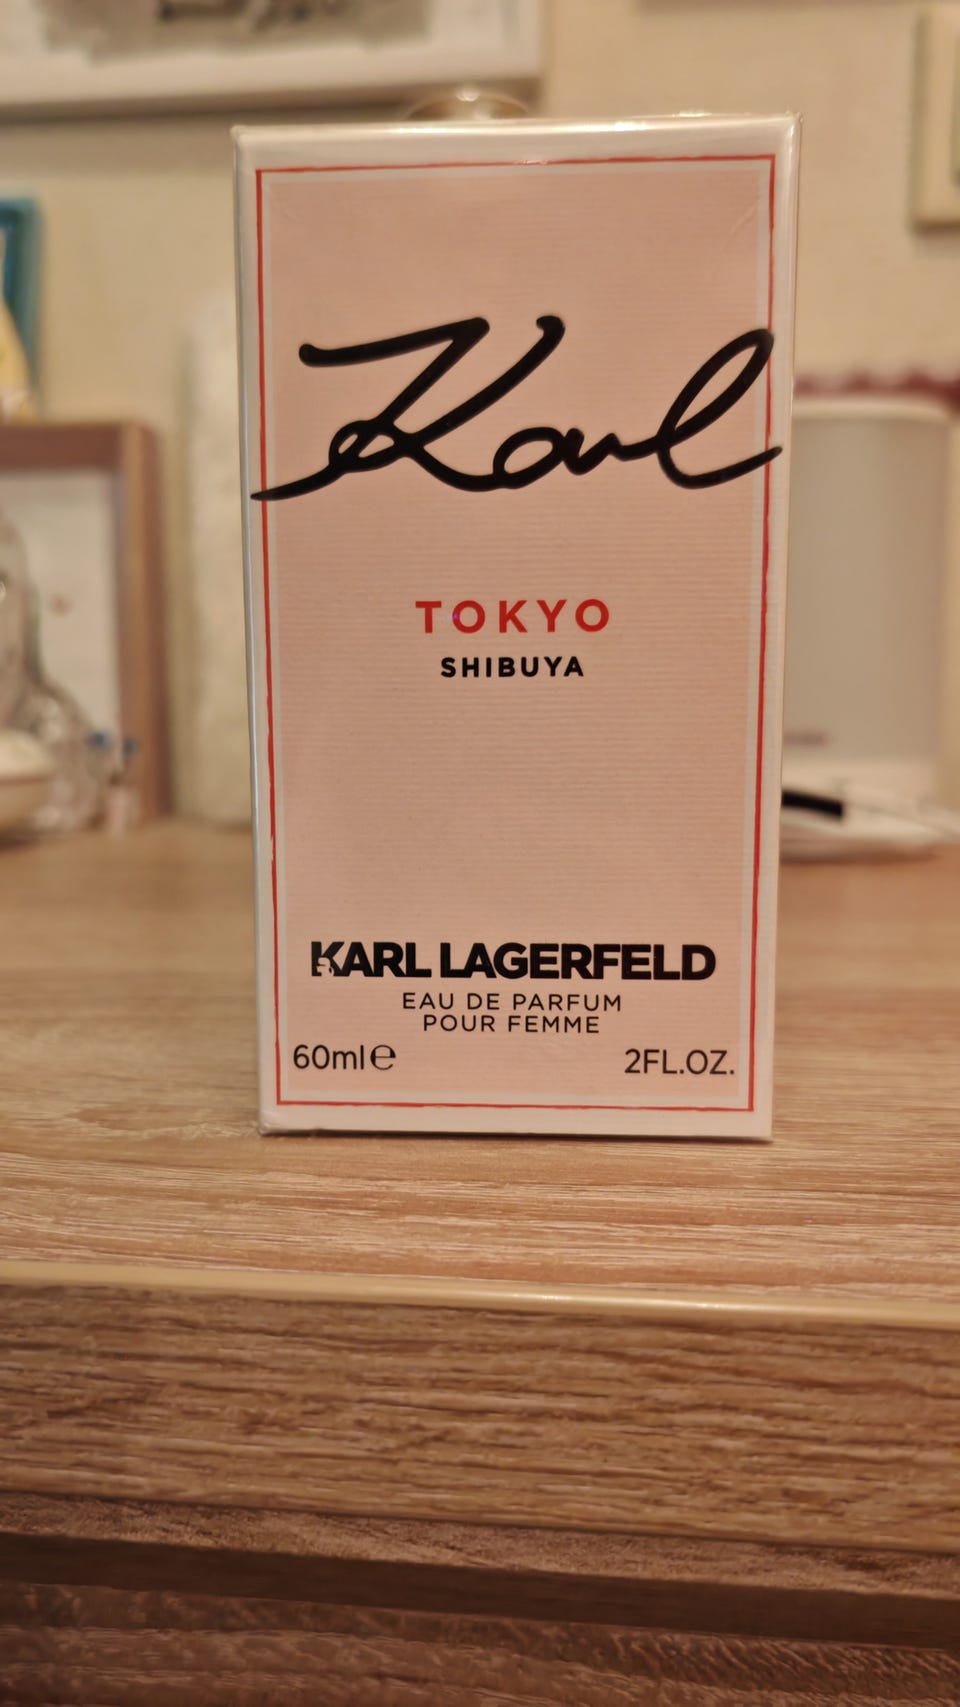 Karl
TOKYO
SHIBUYA
KARL LAGERFELD
EAU DE PARFUM
POUR FEMME
60ml℮ 2FL.OZ.